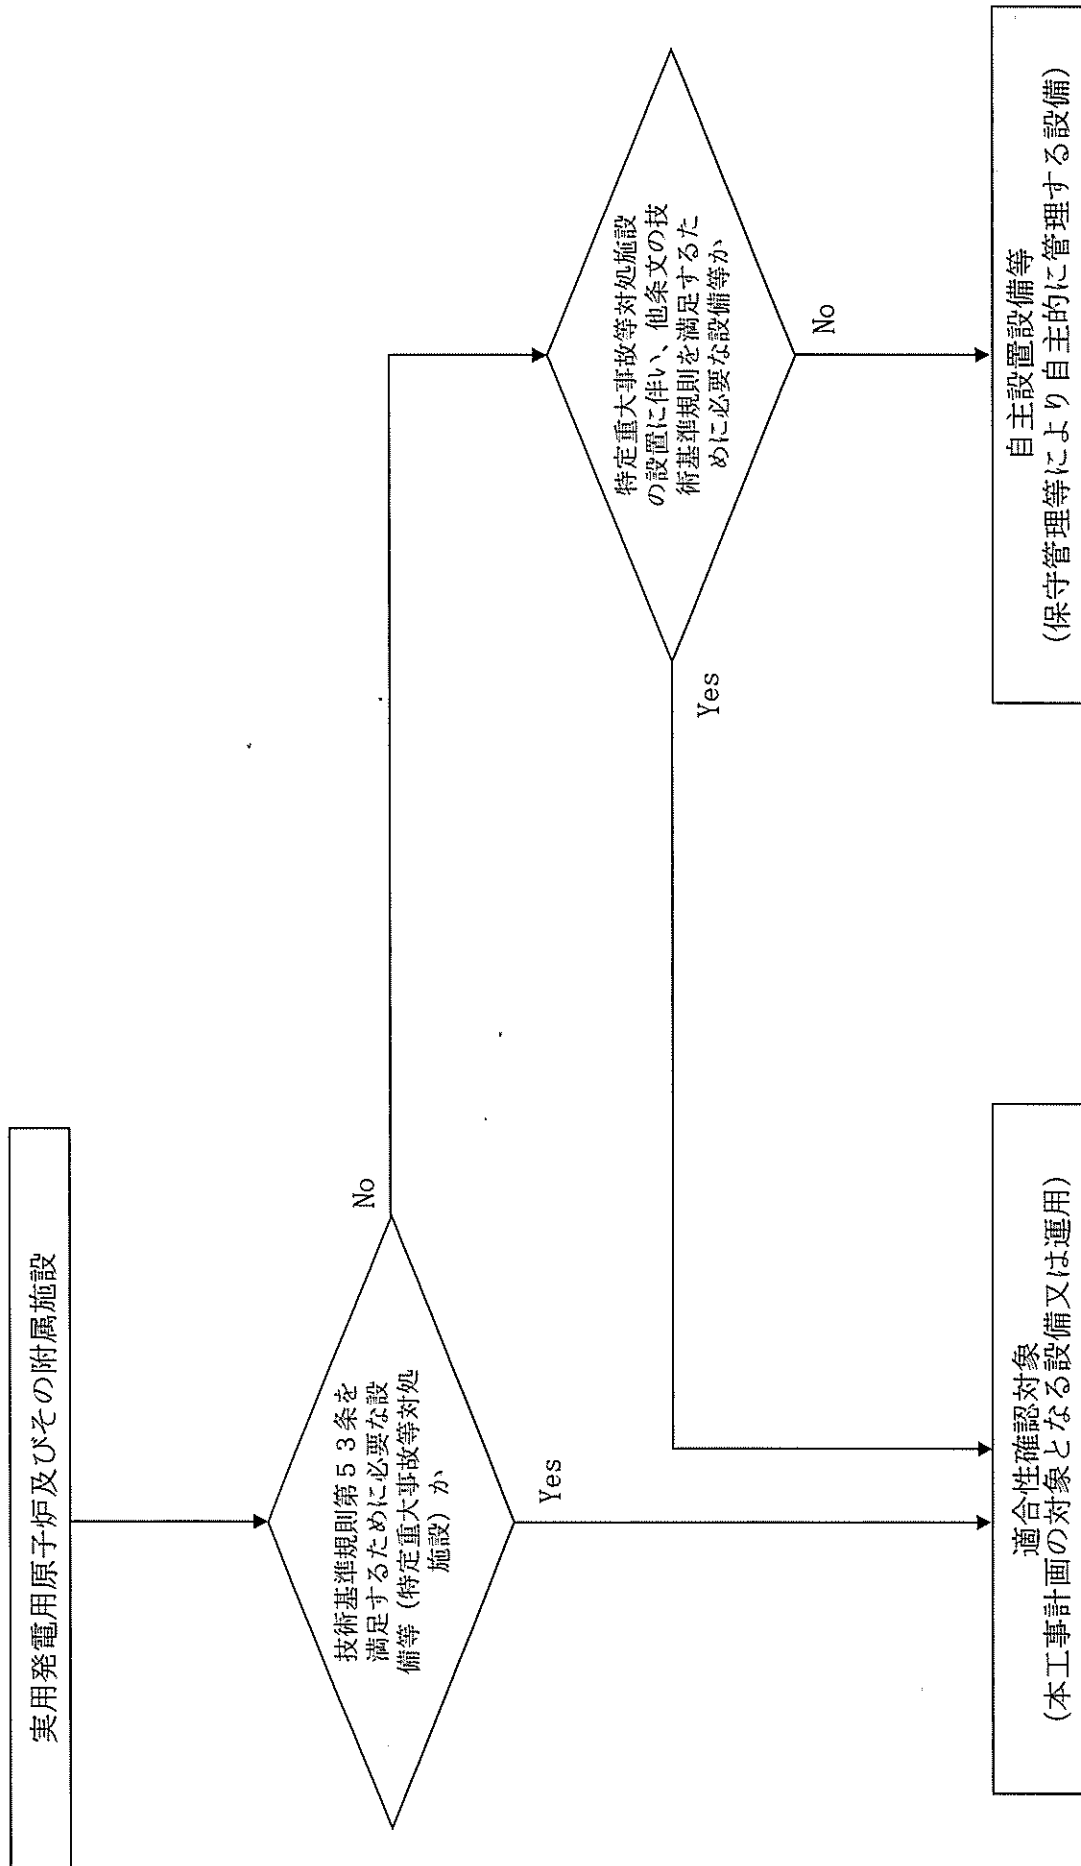 実用発電用原子炉及びその附属施設
技術基準規則第53条を
満足するために必要な設
備等（特定重大事故等対処
施設）か
No
Yes
特定重大事故等対処施設
の設置に伴い、他条文の技
術基準規則を満足するた
めに必要な設備等か
Yes
No
適合性確認対象
(本工事計画の対象となる設備又は運用)
自主設置設備等
(保守管理等により自主的に管理する設備)